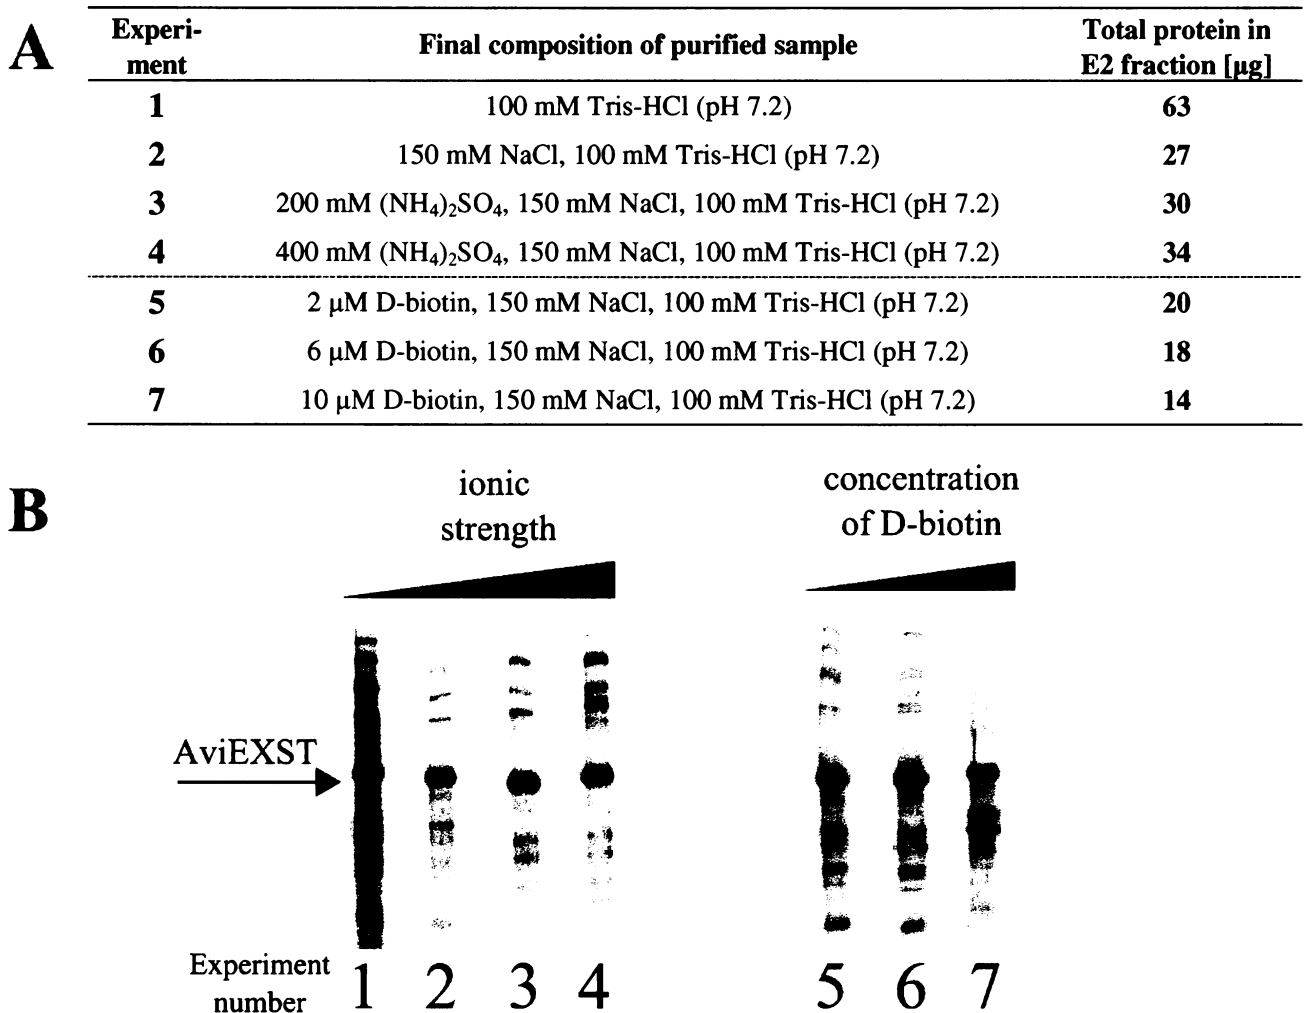 A
Experi-
ment
Final composition of purified sample
Total protein in
E2 fraction [µg]
1 100 mM Tris-HCl (pH 7.2) 63
2 150 mM NaCl, 100 mM Tris-HCl (pH 7.2) 27
3 200 mM (NH₄)₂SO₄, 150 mM NaCl, 100 mM Tris-HCl (pH 7.2) 30
4 400 mM (NH₄)₂SO₄, 150 mM NaCl, 100 mM Tris-HCl (pH 7.2) 34
5 2 µM D-biotin, 150 mM NaCl, 100 mM Tris-HCl (pH 7.2) 20
6 6 µM D-biotin, 150 mM NaCl, 100 mM Tris-HCl (pH 7.2) 18
7 10 µM D-biotin, 150 mM NaCl, 100 mM Tris-HCl (pH 7.2) 14
B
ionic
strength
concentration
of D-biotin
AviEXST
Experiment
number
1 2 3 4 5 6 7